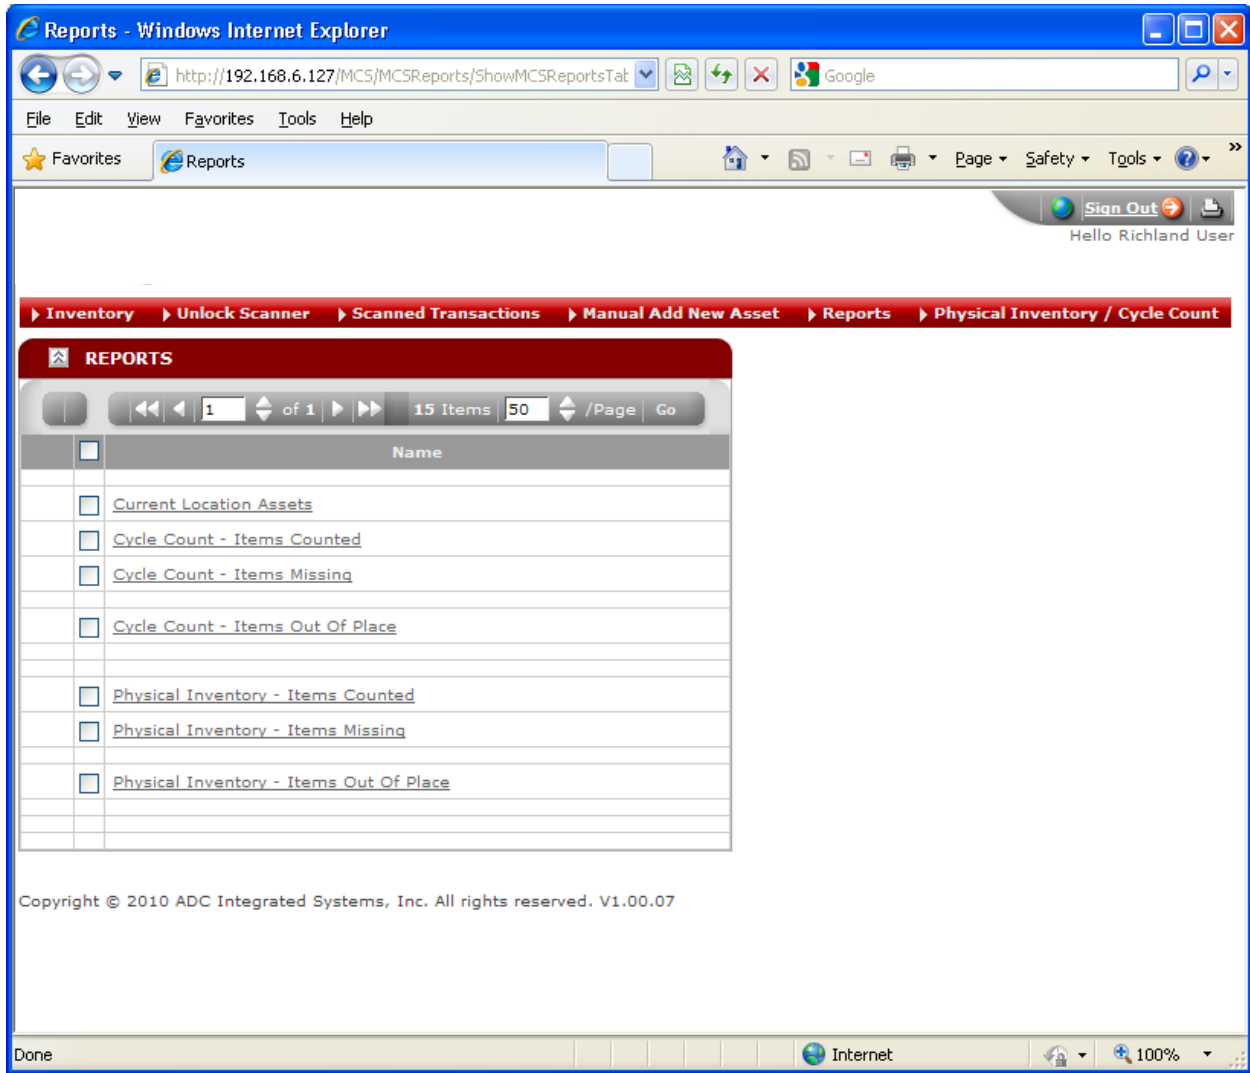 Reports - Windows Internet Explorer
http://192.168.6.127/MCS/MCSReports/ShowMCSReportsTab Google
File Edit View Favorites Tools Help
Favorites Reports Page Safety Tools
Sign Out
Hello Richland User
Inventory Unlock Scanner Scanned Transactions Manual Add New Asset Reports Physical Inventory / Cycle Count
REPORTS
1 of 1 15 Items 50 /Page Go
Name
Current Location Assets
Cycle Count - Items Counted
Cycle Count - Items Missing
Cycle Count - Items Out Of Place
Physical Inventory - Items Counted
Physical Inventory - Items Missing
Physical Inventory - Items Out Of Place
Copyright © 2010 ADC Integrated Systems, Inc. All rights reserved. V1.00.07
Done Internet 100%